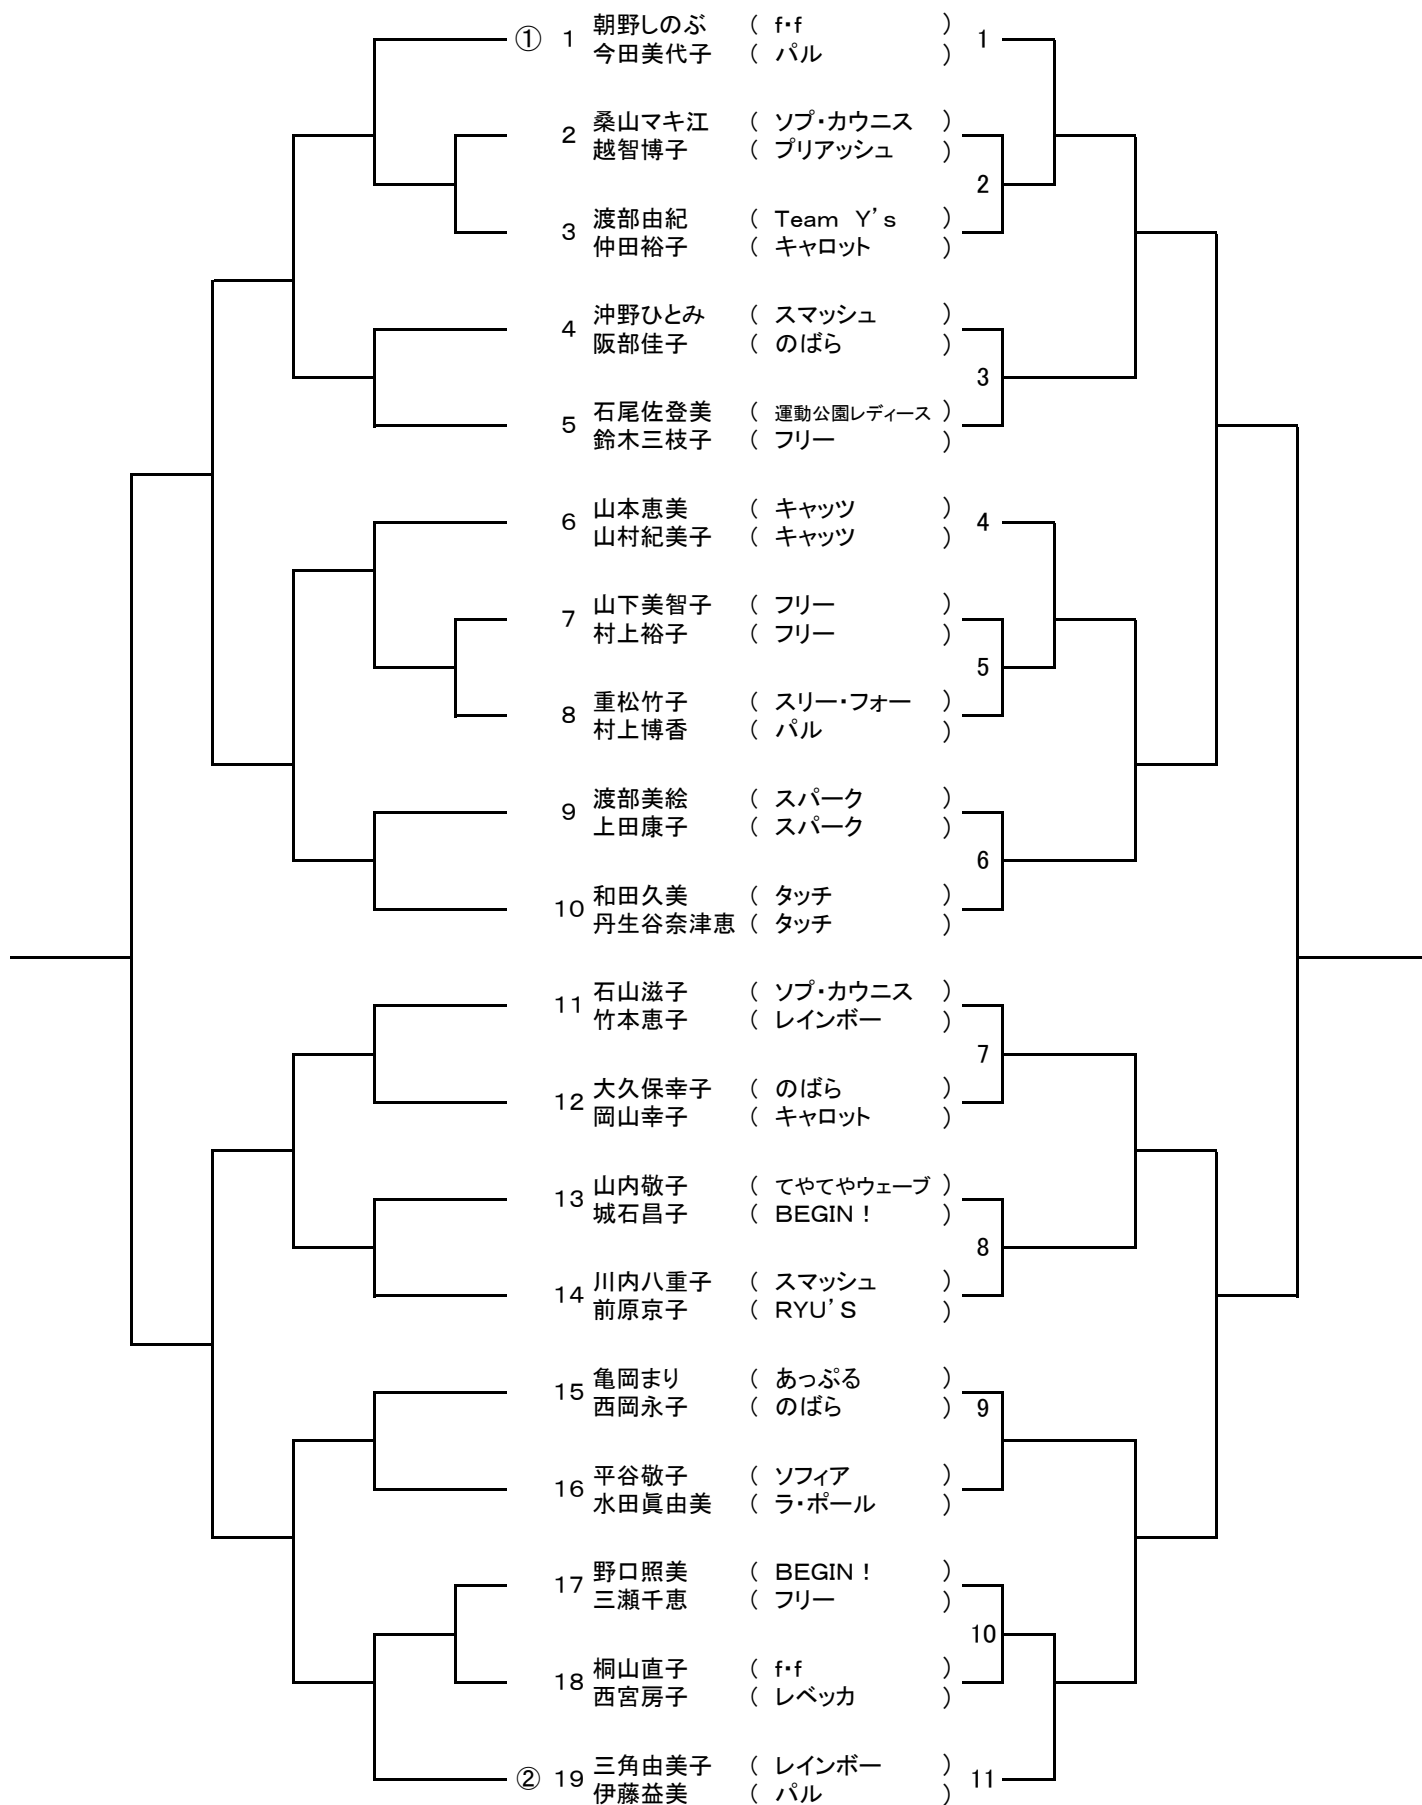 ① 1 朝野しのぶ ( f・f ) 1
今田美代子 ( パル )
2 桑山マキ江 ( ソプ・カウニス )
越智博子 ( プリアッシュ )
2
3 渡部由紀 ( Team Y's )
仲田裕子 ( キャロット )
4 沖野ひとみ ( スマッシュ )
阪部佳子 ( のばら )
3
5 石尾佐登美 ( 運動公園レディース )
鈴木三枝子 ( フリー )
6 山本恵美 ( キャッツ ) 4
山村紀美子 ( キャッツ )
7 山下美智子 ( フリー )
村上裕子 ( フリー )
5
8 重松竹子 ( スリー・フォー )
村上博香 ( パル )
9 渡部美絵 ( スパーク )
上田康子 ( スパーク )
6
10 和田久美 ( タッチ )
丹生谷奈津恵 ( タッチ )
11 石山滋子 ( ソプ・カウニス )
竹本恵子 ( レインボー )
7
12 大久保幸子 ( のばら )
岡山幸子 ( キャロット )
13 山内敬子 ( てやてやウェーブ )
城石昌子 ( BEGIN! )
8
14 川内八重子 ( スマッシュ )
前原京子 ( RYU'S )
15 亀岡まり ( あっぷる )
西岡永子 ( のばら ) 9
16 平谷敬子 ( ソフィア )
水田眞由美 ( ラ・ポール )
17 野口照美 ( BEGIN! )
三瀬千恵 ( フリー )
10
18 桐山直子 ( f・f )
西宮房子 ( レベッカ )
② 19 三角由美子 ( レインボー ) 11
伊藤益美 ( パル )